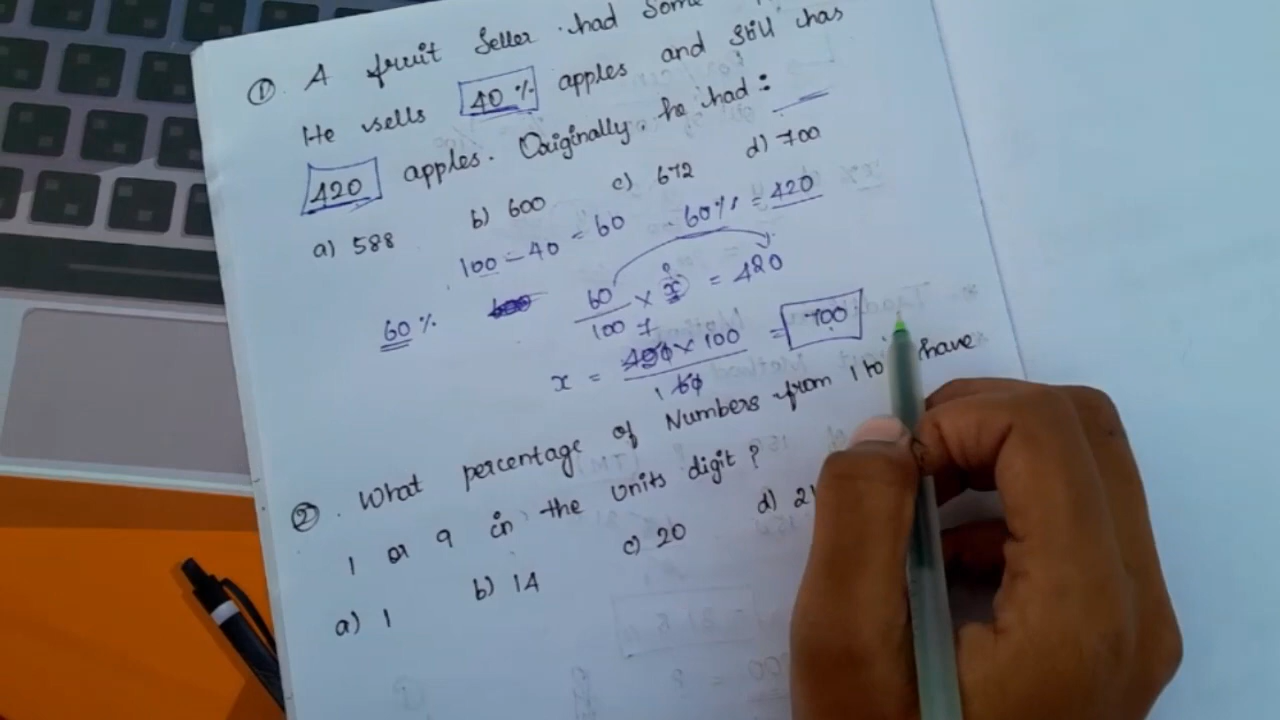 ① A fruit Seller had Some
He sells 40 % apples and still has
420 apples. Originally, he had :
a) 588 b) 600 c) 672 d) 700
100 - 40 = 60 60% = 420
60 % 60/100 × x = 420
x = 420 × 100 / 60 = 700
② What percentage of Numbers from 1 to have
1 or 9 in the Units digit ?
a) 1 b) 14 c) 20 d)